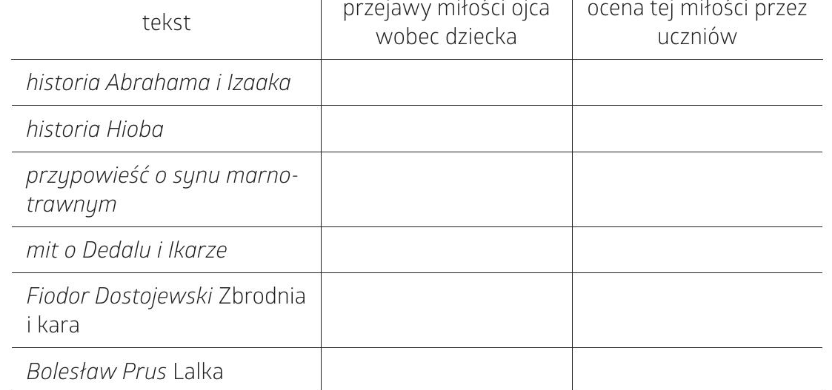 tekst
przejawy miłości ojca
wobec dziecka
ocena tej miłości przez
uczniów
historia Abrahama i Izaaka
historia Hioba
przypowieść o synu marno-
trawnym
mit o Dedalu i Ikarze
Fiodor Dostojewski Zbrodnia
i kara
Bolesław Prus Lalka